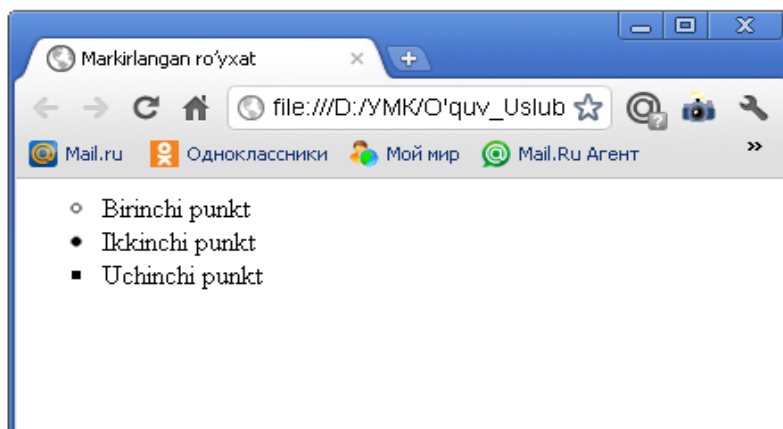 Markirlangan ro'yxat
file:///D:/УМК/O'quv_Uslub
Mail.ru Одноклассники Мой мир Mail.Ru Агент
Birinchi punkt
Ikkinchi punkt
Uchinchi punkt